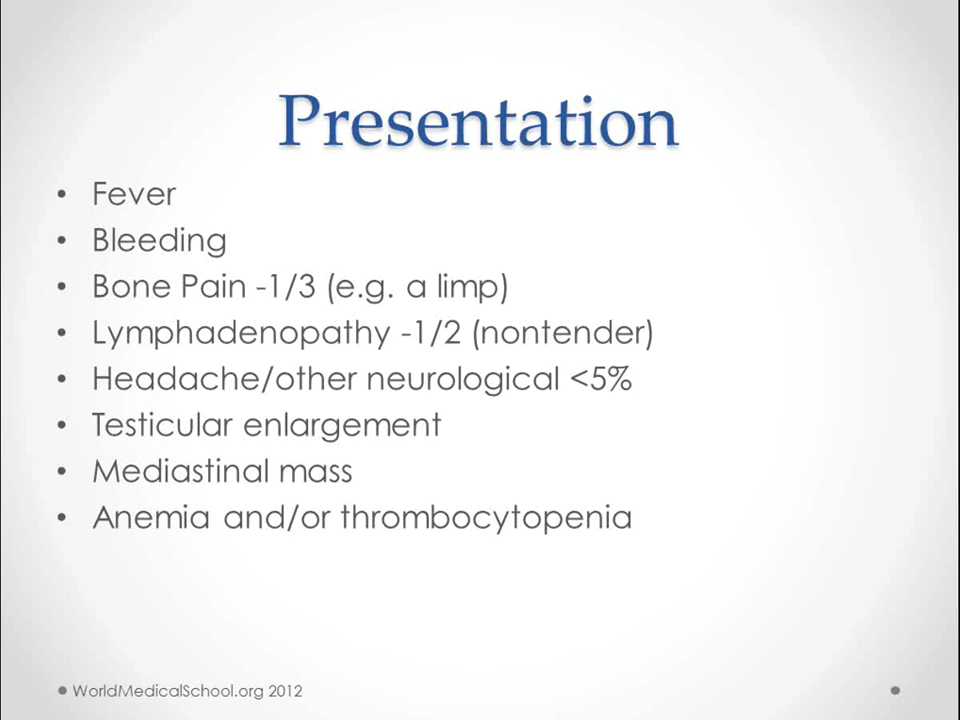 Presentation
• Fever
• Bleeding
• Bone Pain -1/3 (e.g. a limp)
• Lymphadenopathy -1/2 (nontender)
• Headache/other neurological <5%
• Testicular enlargement
• Mediastinal mass
• Anemia and/or thrombocytopenia
WorldMedicalSchool.org 2012